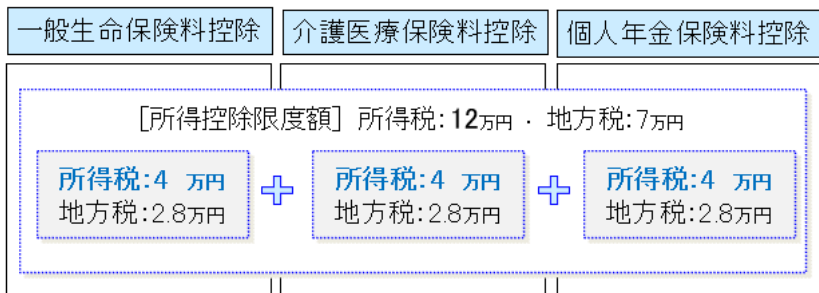 一般生命保険料控除 介護医療保険料控除 個人年金保険料控除
[所得控除限度額] 所得税:12万円 ・ 地方税:7万円
所得税:4 万円 + 所得税:4 万円 + 所得税:4 万円
地方税:2.8万円 地方税:2.8万円 地方税:2.8万円